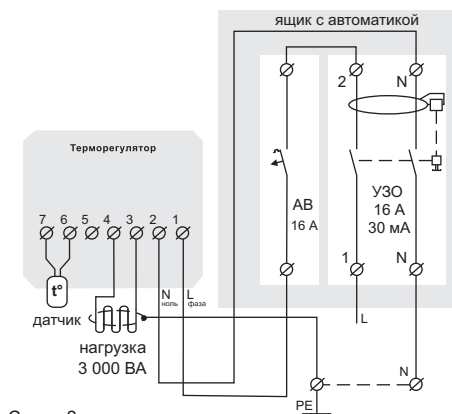 ящик с автоматикой
2 N
Терморегулятор
АВ
16 А
УЗО
16 А
30 мА
7 6 5 4 3 2 1
1 N
t°
датчик
N
ноль
L
фаза
L
нагрузка
3 000 ВА
N
PE